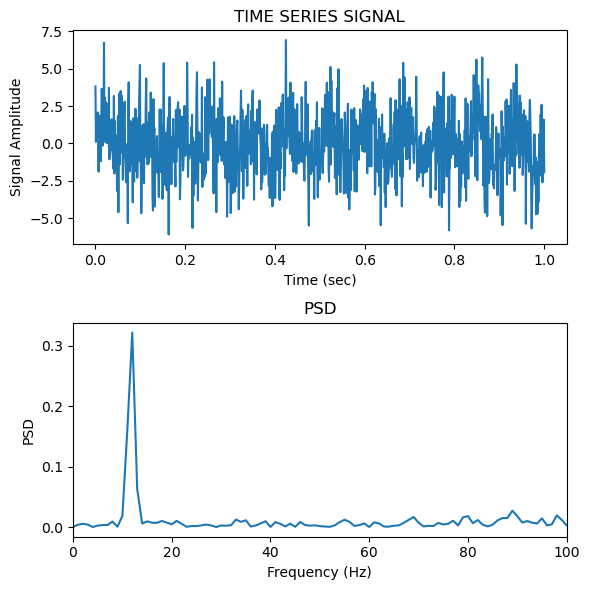 TIME SERIES SIGNAL
7.5
5.0
2.5
0.0
−2.5
−5.0
Signal Amplitude
0.0 0.2 0.4 0.6 0.8 1.0
Time (sec)
PSD
0.3
0.2
0.1
0.0
PSD
0 20 40 60 80 100
Frequency (Hz)